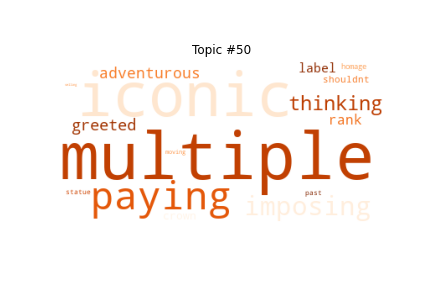 Topic #50
label homage
adventurous shouldnt
iconic
thinking
greeted rank
multiple
moving
statue past
paying
imposing